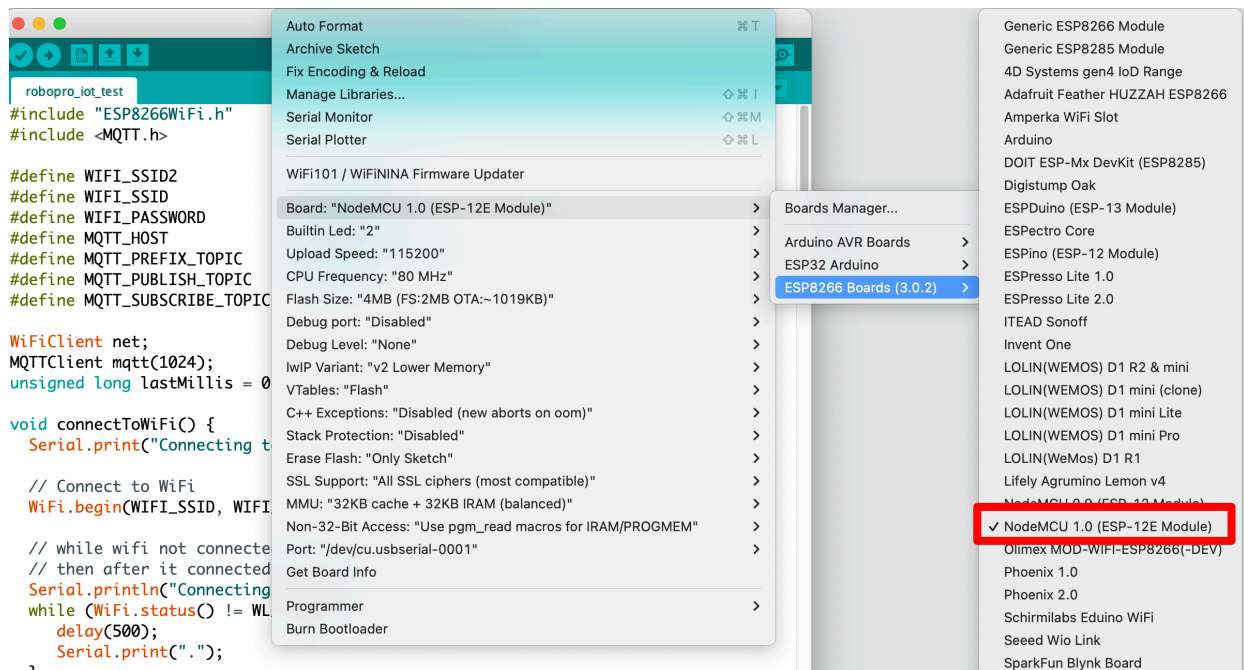 robopro_iot_test
#include "ESP8266WiFi.h"
#include <MQTT.h>
#define WIFI_SSID2
#define WIFI_SSID
#define WIFI_PASSWORD
#define MQTT_HOST
#define MQTT_PREFIX_TOPIC
#define MQTT_PUBLISH_TOPIC
#define MQTT_SUBSCRIBE_TOPIC
WiFiClient net;
MQTTClient mqtt(1024);
unsigned long lastMillis = 0
void connectToWiFi() {
Serial.print("Connecting t
// Connect to WiFi
WiFi.begin(WIFI_SSID, WIFI
// while wifi not connecte
// then after it connected
Serial.println("Connecting
while (WiFi.status() != WL
delay(500);
Serial.print(".");
Auto Format ⌘T
Archive Sketch
Fix Encoding & Reload
Manage Libraries... ⇧⌘I
Serial Monitor ⇧⌘M
Serial Plotter ⇧⌘L
WiFi101 / WiFiNINA Firmware Updater
Board: "NodeMCU 1.0 (ESP-12E Module)"
Builtin Led: "2"
Upload Speed: "115200"
CPU Frequency: "80 MHz"
Flash Size: "4MB (FS:2MB OTA:~1019KB)"
Debug port: "Disabled"
Debug Level: "None"
lwIP Variant: "v2 Lower Memory"
VTables: "Flash"
C++ Exceptions: "Disabled (new aborts on oom)"
Stack Protection: "Disabled"
Erase Flash: "Only Sketch"
SSL Support: "All SSL ciphers (most compatible)"
MMU: "32KB cache + 32KB IRAM (balanced)"
Non-32-Bit Access: "Use pgm_read macros for IRAM/PROGMEM"
Port: "/dev/cu.usbserial-0001"
Get Board Info
Programmer
Burn Bootloader
Boards Manager...
Arduino AVR Boards
ESP32 Arduino
ESP8266 Boards (3.0.2)
Generic ESP8266 Module
Generic ESP8285 Module
4D Systems gen4 IoD Range
Adafruit Feather HUZZAH ESP8266
Amperka WiFi Slot
Arduino
DOIT ESP-Mx DevKit (ESP8285)
Digistump Oak
ESPDuino (ESP-13 Module)
ESPectro Core
ESPino (ESP-12 Module)
ESPresso Lite 1.0
ESPresso Lite 2.0
ITEAD Sonoff
Invent One
LOLIN(WEMOS) D1 R2 & mini
LOLIN(WEMOS) D1 mini (clone)
LOLIN(WEMOS) D1 mini Lite
LOLIN(WEMOS) D1 mini Pro
LOLIN(WeMos) D1 R1
Lifely Agrumino Lemon v4
NodeMCU 0.9 (ESP-12 Module)
✓ NodeMCU 1.0 (ESP-12E Module)
Olimex MOD-WIFI-ESP8266(-DEV)
Phoenix 1.0
Phoenix 2.0
Schirmilabs Eduino WiFi
Seeed Wio Link
SparkFun Blynk Board